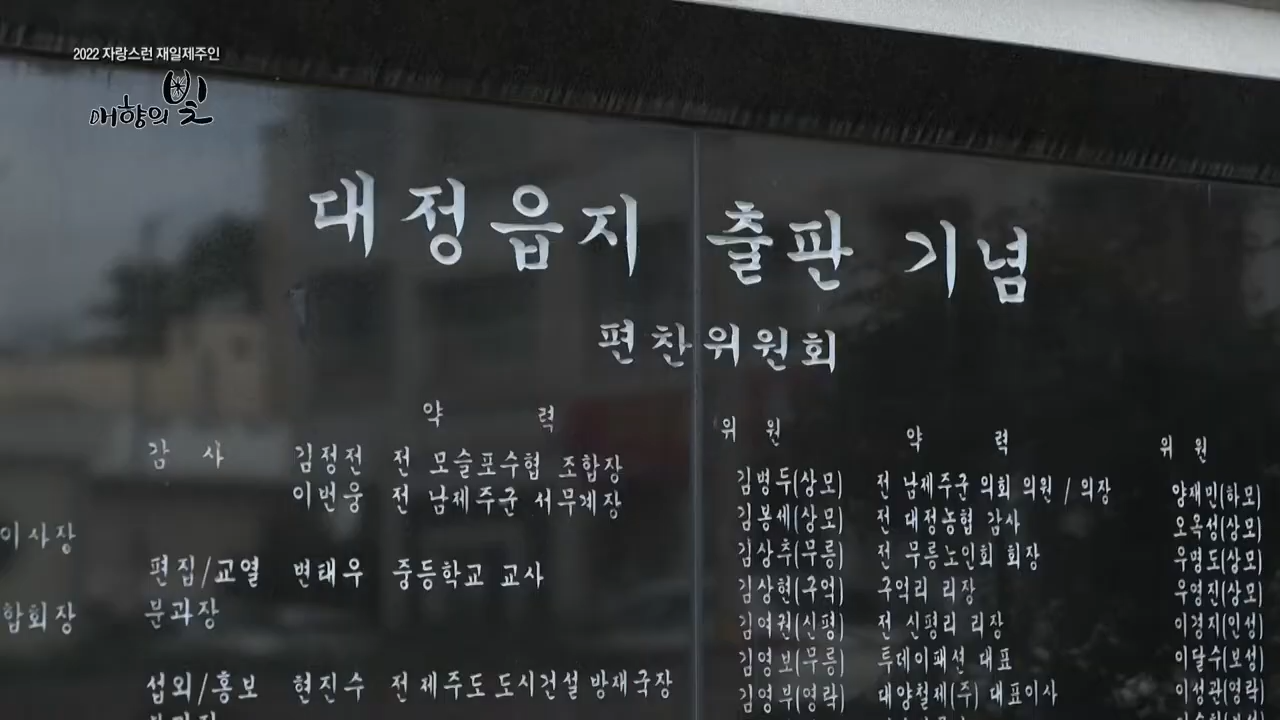 2022 자랑스런 재일제주인
애향의 빛
대정읍지 출판 기념
편찬위원회
약 력
감 사 김정전 전 모슬포수협 조합장
이번웅 전 남제주군 서무계장
이사장
편집/교열 변태우 중등학교 교사
합회장 분과장
섭외/홍보 현진수 전 제주도 도시건설 방재국장
위 원 약 력 위 원
김병두(상모) 전 남제주군 의회 의원 / 의장 양재민(하모)
김봉세(상모) 전 대정농협 감사 오옥성(상모)
김상추(무릉) 전 무릉노인회 회장 우명도(상모)
김상현(구억) 구억리 리장 우영진(상모)
김여권(신평) 전 신평리 리장 이경지(인성)
김영보(무릉) 투데이패션 대표 이달수(보성)
김영부(영락) 대양철제(주) 대표이사 이성관(영락)